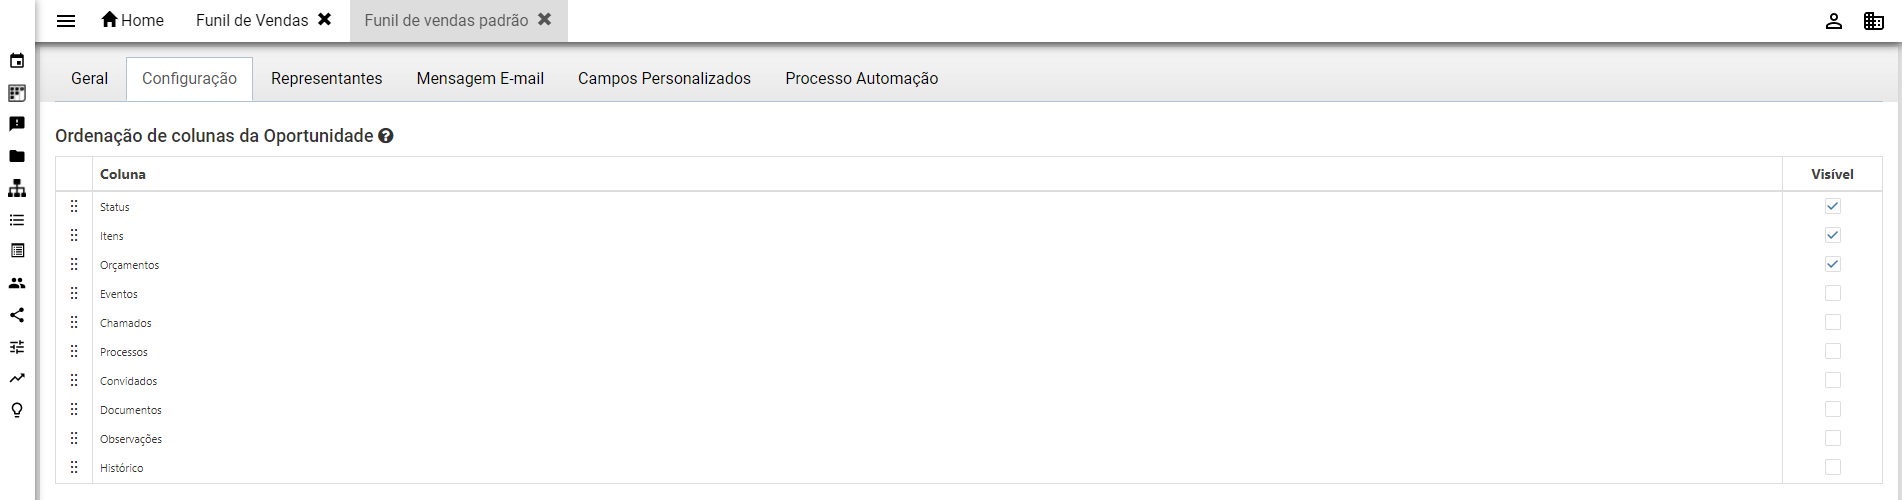 Home Funil de Vendas Funil de vendas padrão
Geral Configuração Representantes Mensagem E-mail Campos Personalizados Processo Automação
Ordenação de colunas da Oportunidade
Coluna Visível
Status
Itens
Orçamentos
Eventos
Chamados
Processos
Convidados
Documentos
Observações
Histórico